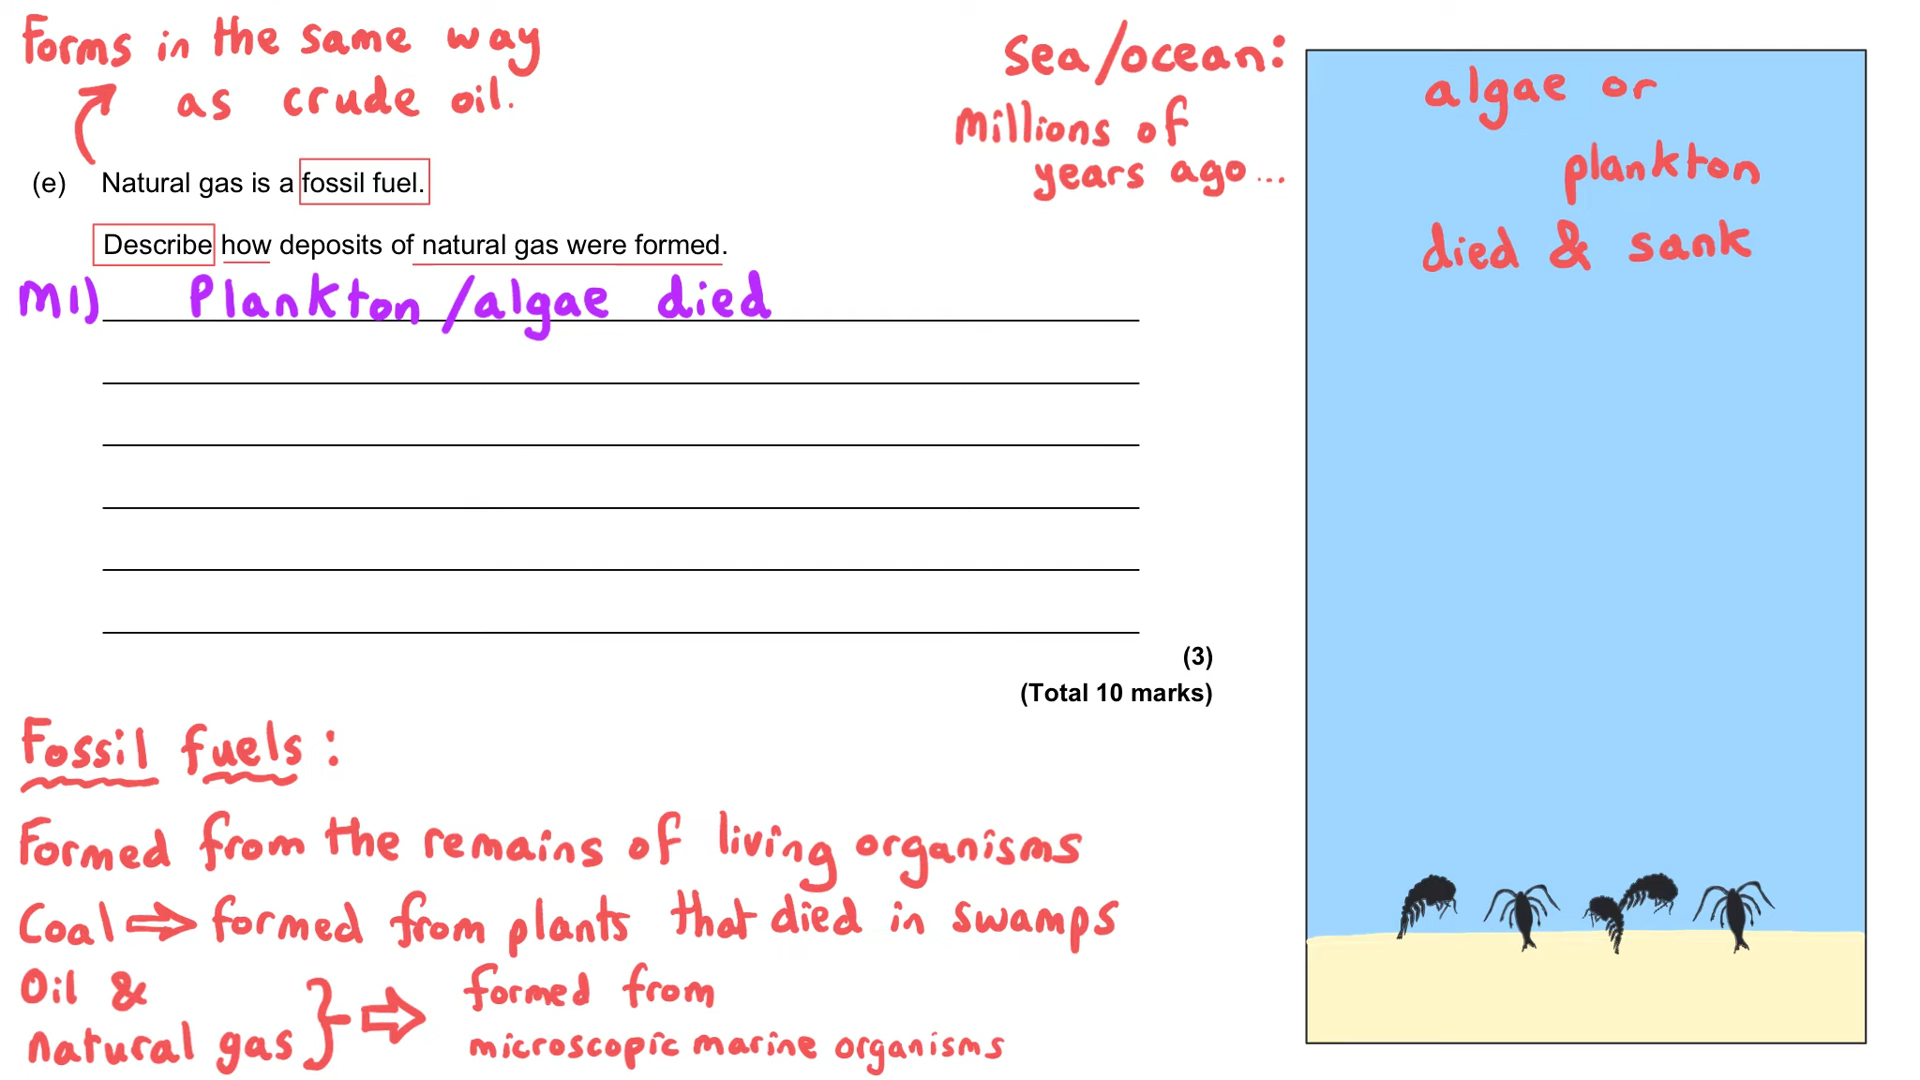 Forms in the same way
as crude oil.
(e) Natural gas is a fossil fuel.
Describe how deposits of natural gas were formed.
M1) Plankton/algae died
(3)
(Total 10 marks)
Sea/ocean:
Millions of
years ago...
algae or
plankton
died & sank
Fossil fuels:
Formed from the remains of living organisms
Coal ⇨ formed from plants that died in swamps
Oil &
natural gas } ⇨ formed from
microscopic marine organisms